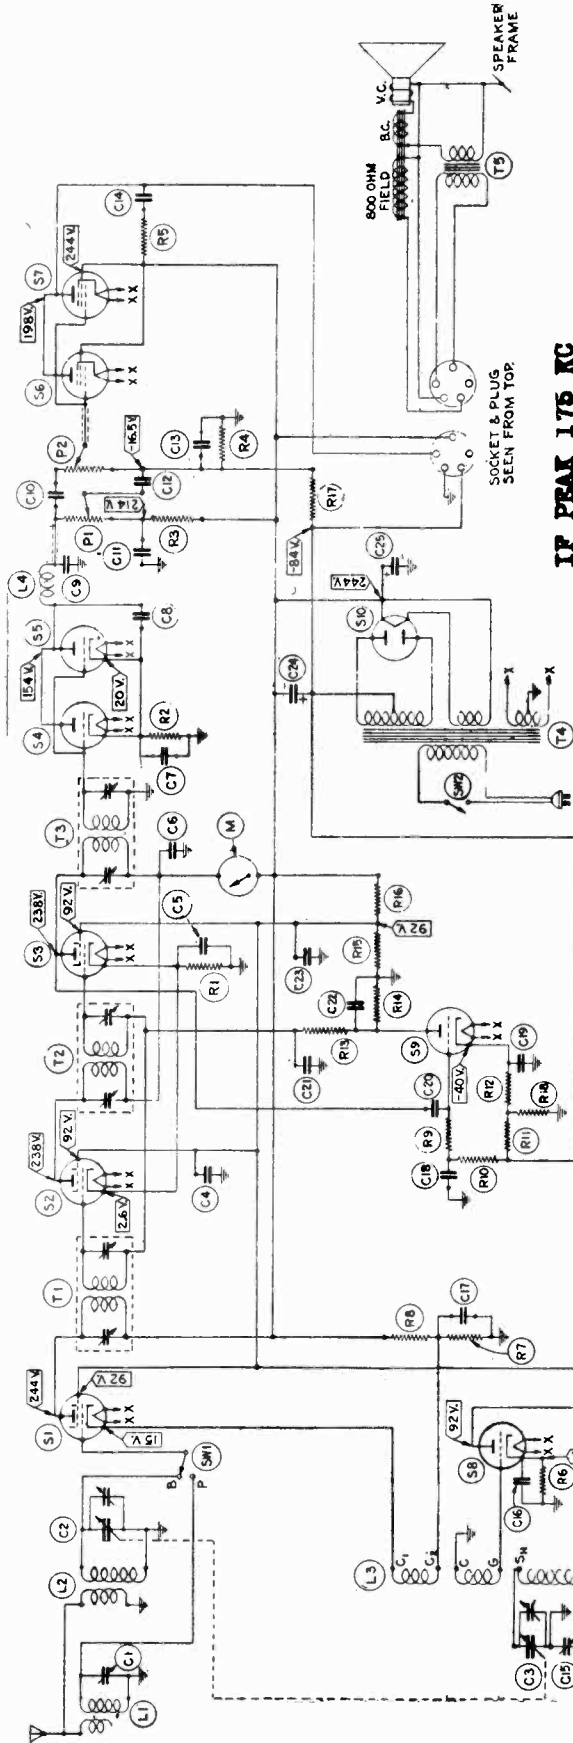 244V.
92V.
15V.
S1
L1
C1
L2
C2
B
P
SW1
T1
238V.
92V.
2.6V.
S2
C4
T2
238V.
92V.
S3
C5
R1
T3
C6
M
S4
S5
154V.
20V.
C7
R2
C8
L4
C9
C10
P1
P2
C11
214V.
R3
C12
-16.5V.
C13
R4
S6
S7
198V.
244V.
R5
C14
X X
X X
X X
X X
X X
X X
X X
R8
C17
R7
L3
C1
C2
C
G
92V.
S8
X X
C16
R6
SH
C3
C15
C21
R13
C22
R14
R15
R16
92V.
C23
C20
S9
X X
-40V.
R9
C18
R10
R12
R11
R18
C19
R17
-84V.
C24
244V.
C25
S10
X
X
T4
SW2
SOCKET & PLUG
SEEN FROM TOP.
800 OHM
FIELD
B.C.
V.C.
T5
SPEAKER
FRAME
IF PEAK 175 KC